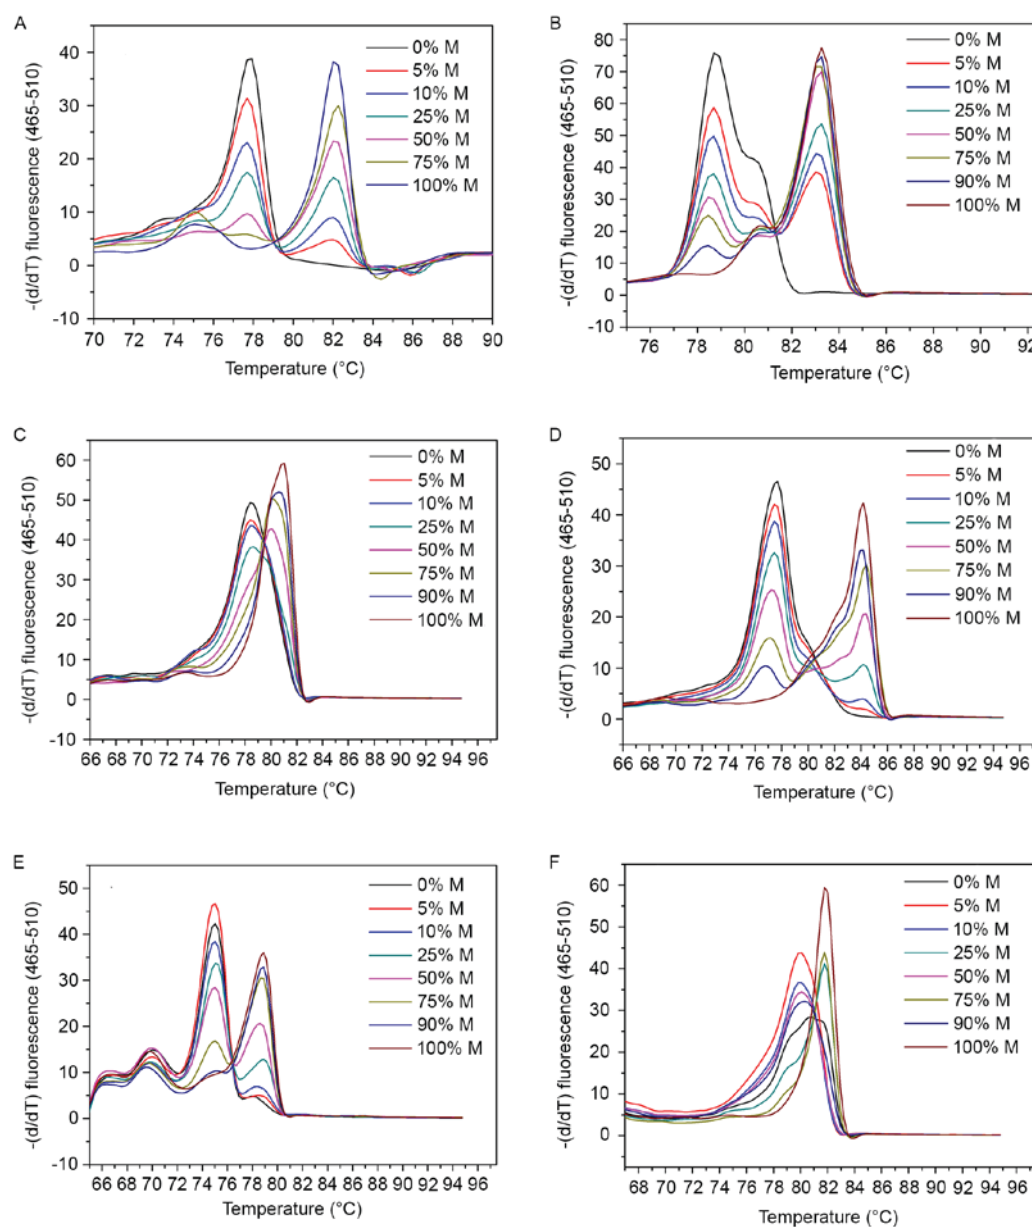 A
-(d/dT) fluorescence (465-510)
40
30
20
10
0
-10
0% M
5% M
10% M
25% M
50% M
75% M
100% M
70 72 74 76 78 80 82 84 86 88 90
Temperature (°C)
B
-(d/dT) fluorescence (465-510)
80
70
60
50
40
30
20
10
0
-10
0% M
5% M
10% M
25% M
50% M
75% M
90% M
100% M
76 78 80 82 84 86 88 90 92
Temperature (°C)
C
-(d/dT) fluorescence (465-510)
60
50
40
30
20
10
0
-10
0% M
5% M
10% M
25% M
50% M
75% M
90% M
100% M
66 68 70 72 74 76 78 80 82 84 86 88 90 92 94 96
Temperature (°C)
D
-(d/dT) fluorescence (465-510)
50
40
30
20
10
0
0% M
5% M
10% M
25% M
50% M
75% M
90% M
100% M
66 68 70 72 74 76 78 80 82 84 86 88 90 92 94 96
Temperature (°C)
E
-(d/dT) fluorescence (465-510)
50
40
30
20
10
0
-10
0% M
5% M
10% M
25% M
50% M
75% M
90% M
100% M
66 68 70 72 74 76 78 80 82 84 86 88 90 92 94 96
Temperature (°C)
F
-(d/dT) fluorescence (465-510)
60
50
40
30
20
10
0
-10
0% M
5% M
10% M
25% M
50% M
75% M
90% M
100% M
68 70 72 74 76 78 80 82 84 86 88 90 92 94 96
Temperature (°C)